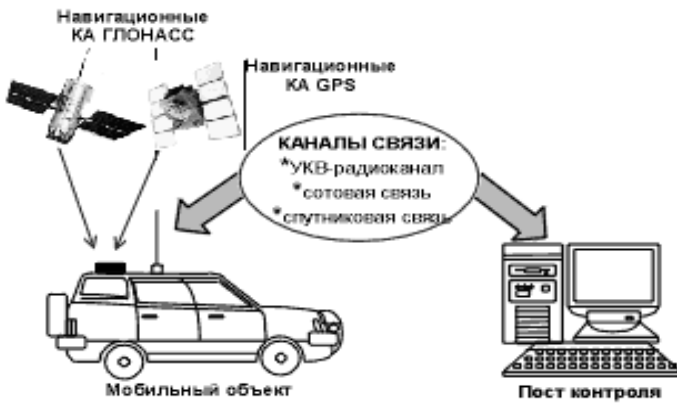 Навигационные
КА ГЛОНАСС
Навигационные
КА GPS
КАНАЛЫ СВЯЗИ:
*УКВ-радиоканал
*сотовая связь
*спутниковая связь
Мобильный объект
Пост контроля